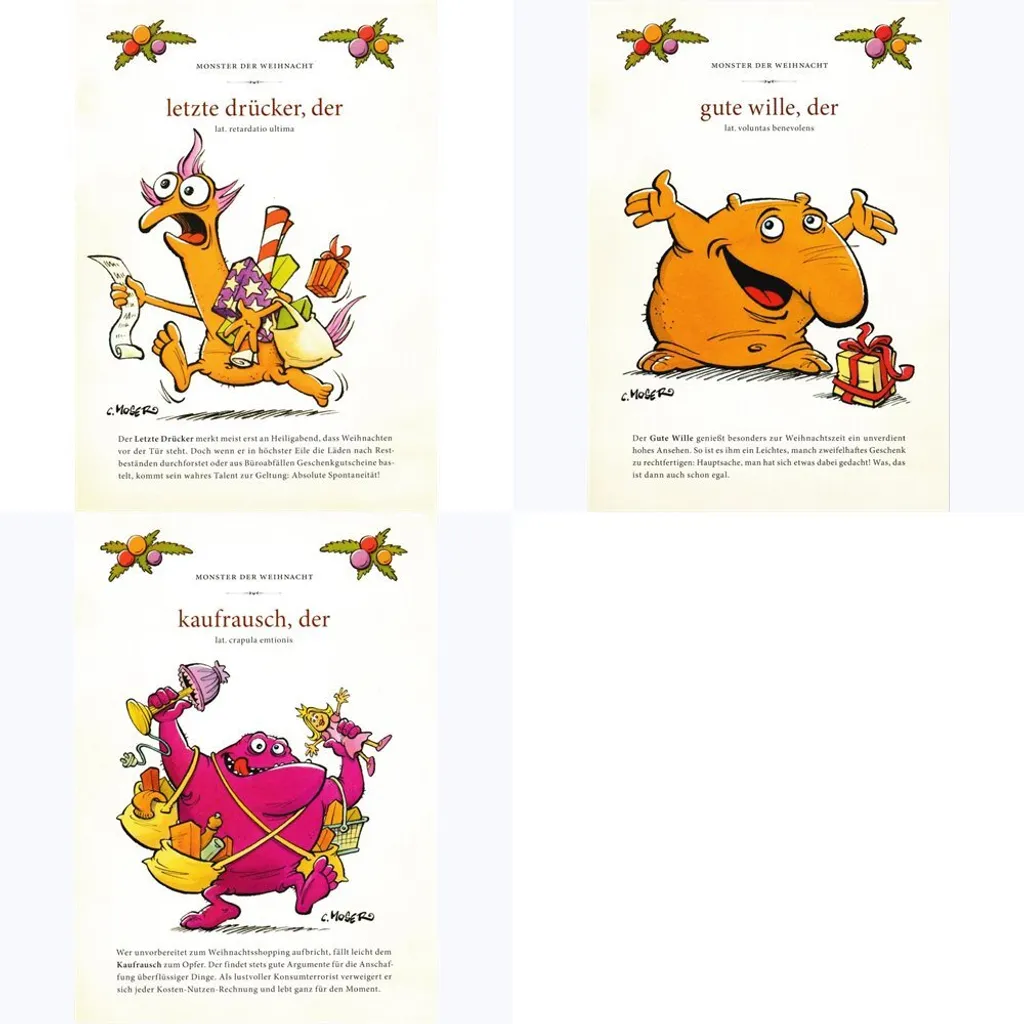 MONSTER DER WEIHNACHT
letzte drücker, der
lat. retardatio ultima
C. MOSER
Der Letzte Drücker merkt meist erst an Heiligabend, dass Weihnachten
vor der Tür steht. Doch wenn er in höchster Eile die Läden nach Rest-
beständen durchforstet oder aus Büroabfällen Geschenkgutscheine bas-
telt, kommt sein wahres Talent zur Geltung: Absolute Spontaneität!
MONSTER DER WEIHNACHT
gute wille, der
lat. voluntas benevolens
C. MOSER
Der Gute Wille genießt besonders zur Weihnachtszeit ein unverdient
hohes Ansehen. So ist es ihm ein Leichtes, manch zweifelhaftes Geschenk
zu rechtfertigen: Hauptsache, man hat sich etwas dabei gedacht! Was, das
ist dann auch schon egal.
MONSTER DER WEIHNACHT
kaufrausch, der
lat. crapula emtionis
C. MOSER
Wer unvorbereitet zum Weihnachtsshopping aufbricht, fällt leicht dem
Kaufrausch zum Opfer. Der findet stets gute Argumente für die Anschaf-
fung überflüssiger Dinge. Als lustvoller Konsumterrorist verweigert er
sich jeder Kosten-Nutzen-Rechnung und lebt ganz für den Moment.